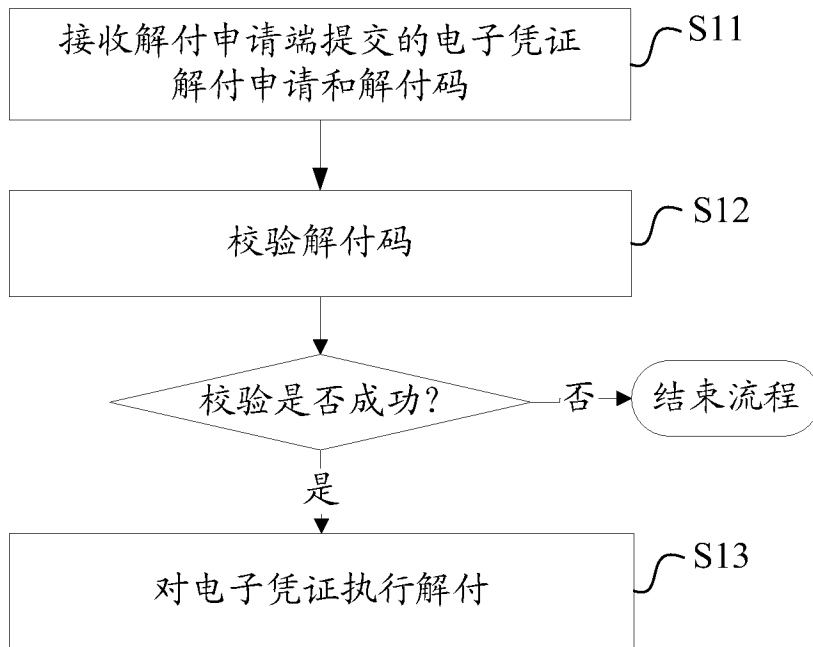 接收解付申请端提交的电子凭证
解付申请和解付码
S11
校验解付码
S12
校验是否成功?
否
结束流程
是
对电子凭证执行解付
S13